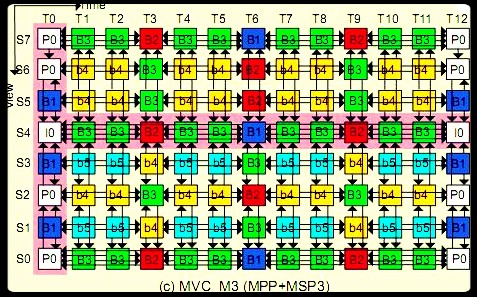 Time
T0 T1 T2 T3 T4 T5 T6 T7 T8 T9 T10 T11 T12
View
S7 P0 B3 B3 B2 B3 B3 B1 B3 B3 B2 B3 B3 P0
S6 P0 b4 b4 B3 b4 b4 B2 b4 b4 B3 b4 b4 P0
S5 B1 b4 b4 B3 b4 b4 B2 b4 b4 B3 b4 b4 B1
S4 I0 B3 B3 B2 B3 B3 B1 B3 B3 B2 B3 B3 I0
S3 B1 b5 b5 b4 b5 b5 B3 b5 b5 b4 b5 b5 B1
S2 P0 b4 b4 B3 b4 b4 B2 b4 b4 B3 b4 b4 P0
S1 B1 b5 b5 b4 b5 b5 B3 b5 b5 b4 b5 b5 B1
S0 P0 B3 B3 B2 B3 B3 B1 B3 B3 B2 B3 B3 P0
(c) MVC_M3 (MPP+MSP3)